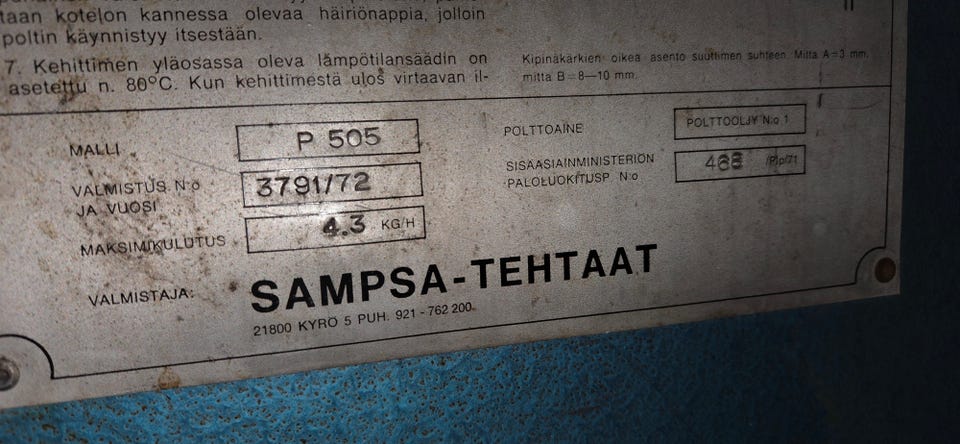 taan kotelon kannessa olevaa häiriönappia, jolloin
poltin käynnistyy itsestään.
7. Kehittimen yläosassa oleva lämpötilansäädin on
asetettu n. 80°C. Kun kehittimestä ulos virtaavan il-
Kipinäkärkien oikea asento suuttimen suhteen. Mitta A=3 mm,
mitta B=8—10 mm.
MALLI P 505
VALMISTUS N:o 3791/72
JA VUOSI
MAKSIMIKULUTUS 4.3 KG/H
POLTTOAINE POLTTOÖLJY N:o 1
SISÄASIAINMINISTERIÖN 468 /P.p/71
PALOLUOKITUSP. N:o
VALMISTAJA: SAMPSA-TEHTAAT
21800 KYRÖ 5 PUH. 921 - 762 200.